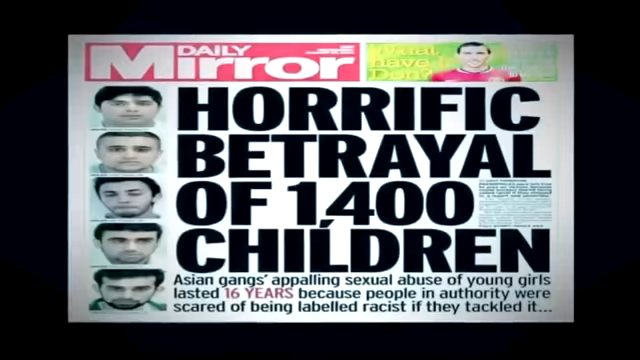 DAILY
Mirror
What
have I
Don?
HORRIFIC
BETRAYAL
OF 1,400
CHILDREN
Asian gangs' appalling sexual abuse of young girls
lasted 16 YEARS because people in authority were
scared of being labelled racist if they tackled it...